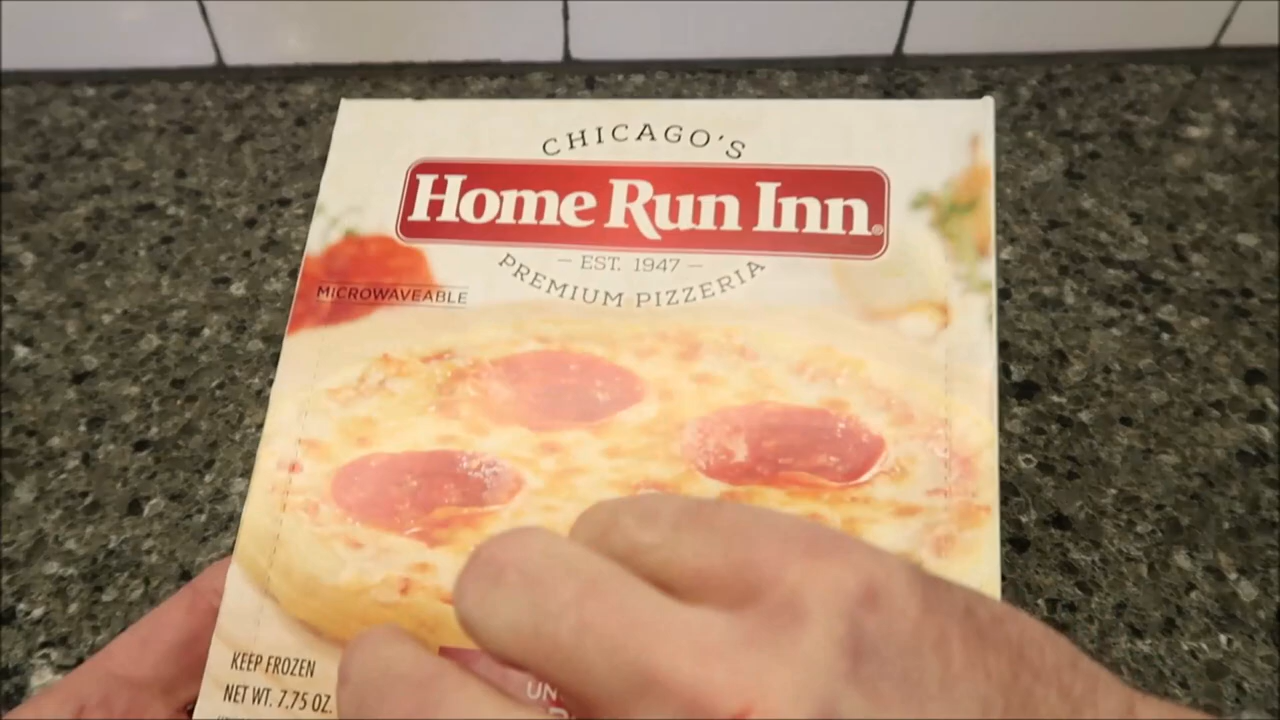 CHICAGO'S
Home Run Inn®
— EST. 1947 —
PREMIUM PIZZERIA
MICROWAVEABLE
KEEP FROZEN
NET WT. 7.75 OZ.